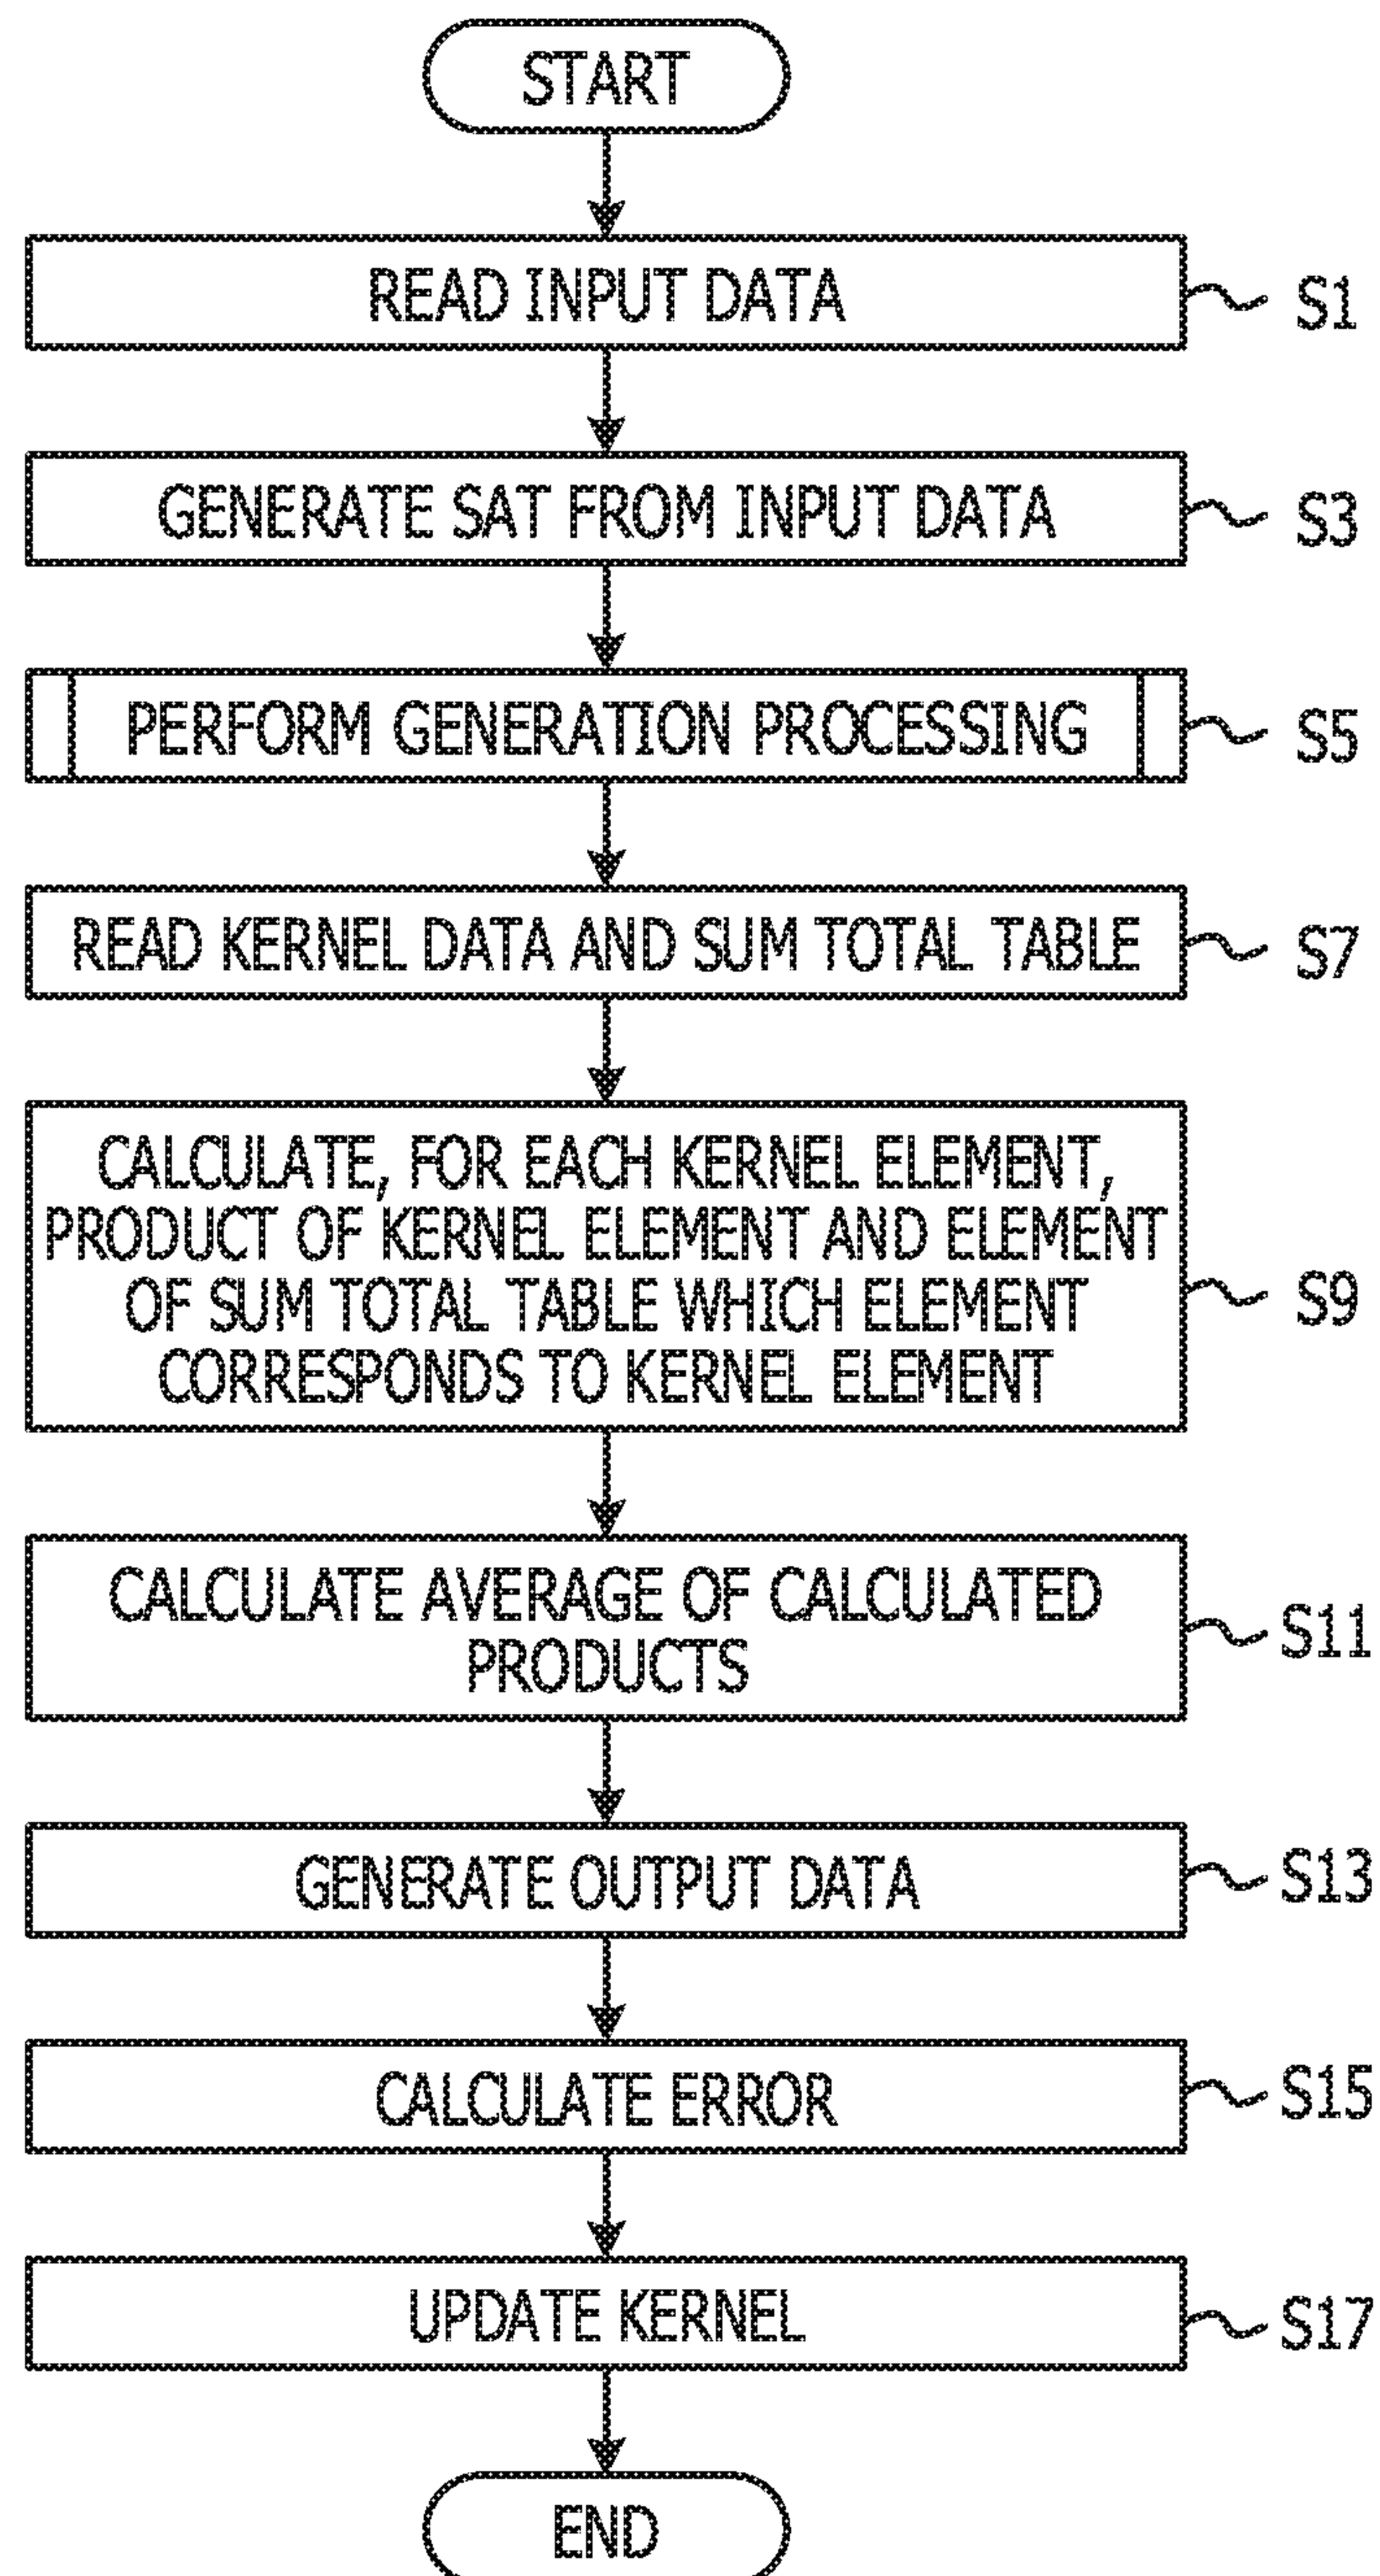 START
READ INPUT DATA
S1
GENERATE SAT FROM INPUT DATA
S3
PERFORM GENERATION PROCESSING
S5
READ KERNEL DATA AND SUM TOTAL TABLE
S7
CALCULATE, FOR EACH KERNEL ELEMENT,
PRODUCT OF KERNEL ELEMENT AND ELEMENT
OF SUM TOTAL TABLE WHICH ELEMENT
CORRESPONDS TO KERNEL ELEMENT
S9
CALCULATE AVERAGE OF CALCULATED
PRODUCTS
S11
GENERATE OUTPUT DATA
S13
CALCULATE ERROR
S15
UPDATE KERNEL
S17
END